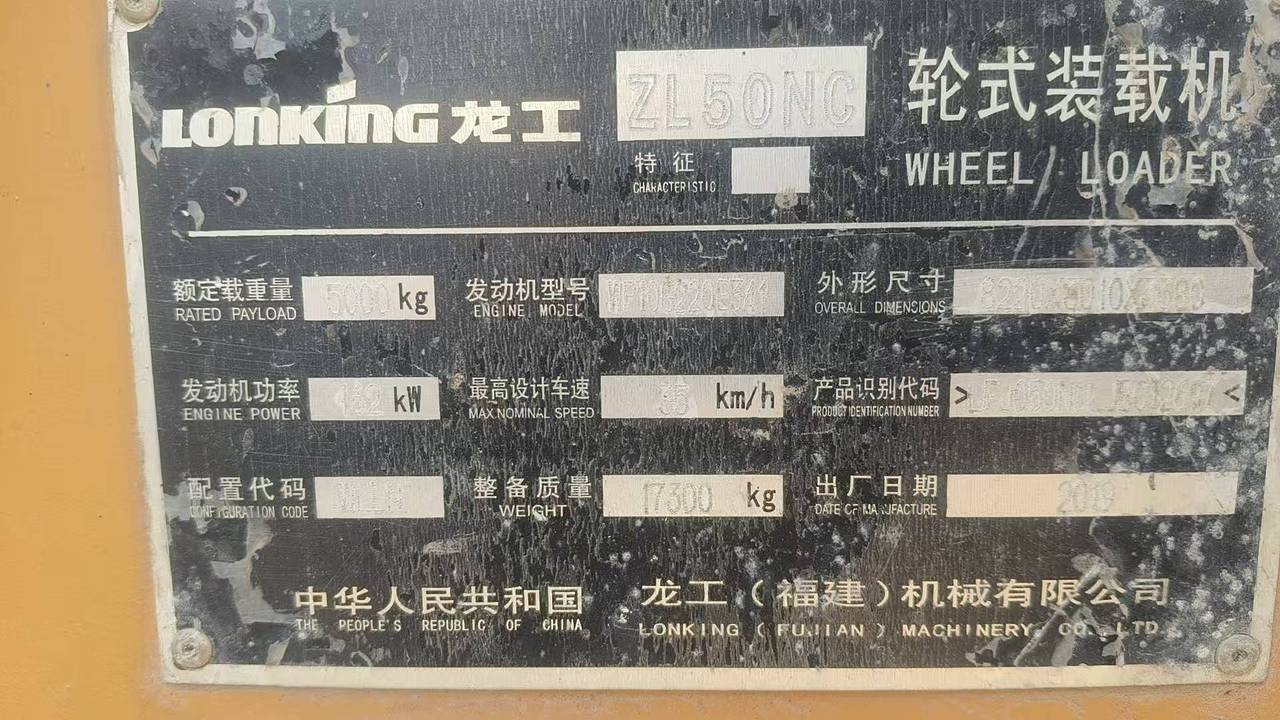 LONKING 龙工 ZL50NC 轮式装载机
特征
CHARACTERISTIC
WHEEL LOADER
额定载重量 5000 kg 发动机型号 外形尺寸
RATED PAYLOAD ENGINE MODEL OVERALL DIMENSIONS
发动机功率 162 kW 最高设计车速 35 km/h 产品识别代码 > <
ENGINE POWER MAX.NOMINAL SPEED PRODUCT IDENTIFICATION NUMBER
配置代码 整备质量 17300 kg 出厂日期 2019
CONFIGURATION CODE WEIGHT DATE OF MANUFACTURE
中华人民共和国 龙工（福建）机械有限公司
THE PEOPLE'S REPUBLIC OF CHINA LONKING (FUJIAN) MACHINERY CO., LTD